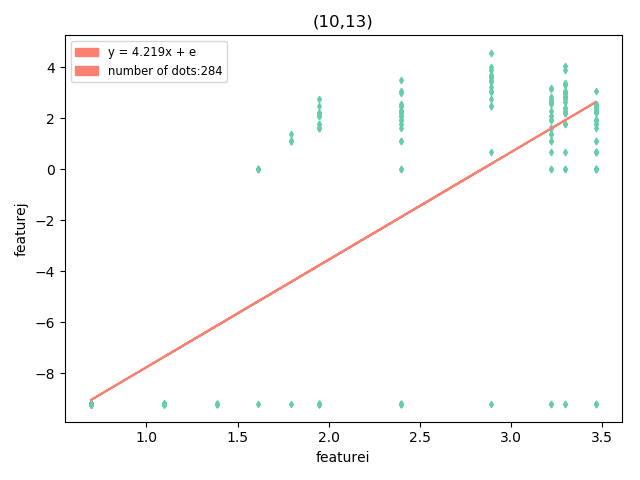 (10,13)
y = 4.219x + e
number of dots:284
4
2
0
−2
−4
−6
−8
featurej
1.0 1.5 2.0 2.5 3.0 3.5
featurei